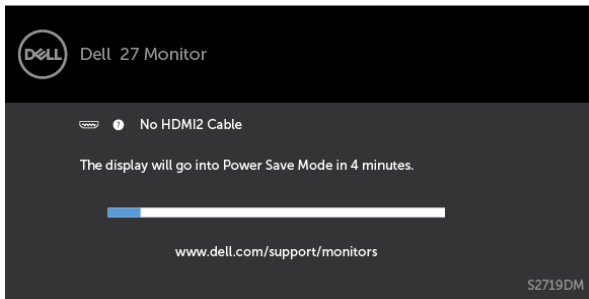 DELL
Dell 27 Monitor
? No HDMI2 Cable
The display will go into Power Save Mode in 4 minutes.
www.dell.com/support/monitors
S2719DM